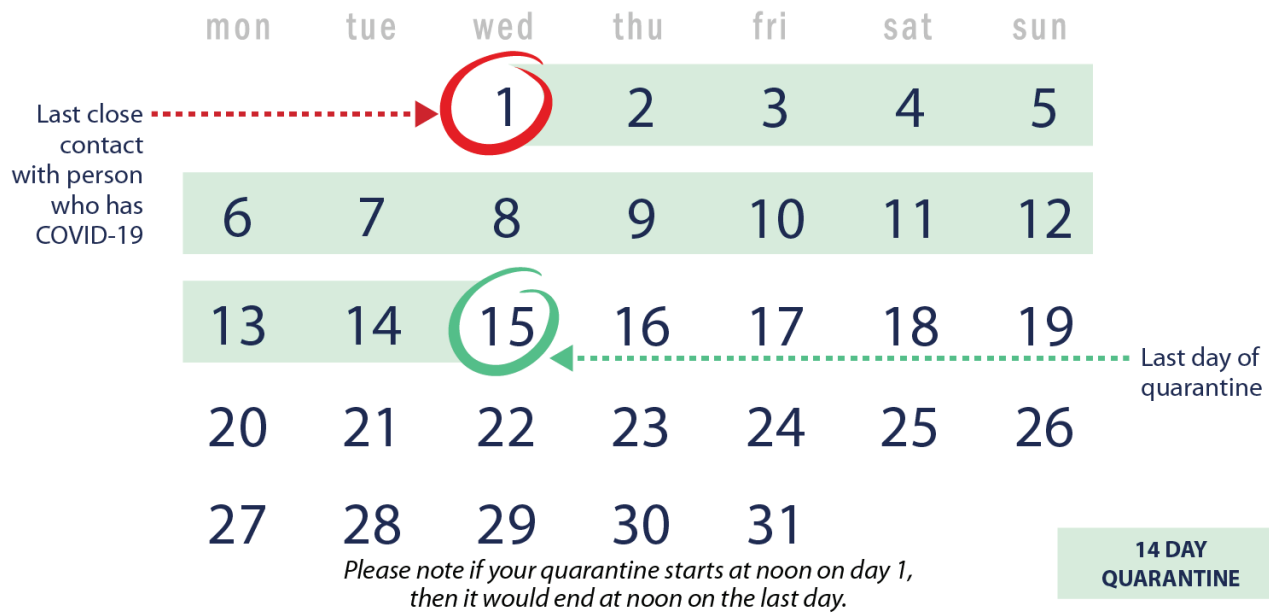 mon tue wed thu fri sat sun
1 2 3 4 5
Last close
contact
with person
who has
COVID-19
6 7 8 9 10 11 12
13 14 15 16 17 18 19
Last day of
quarantine
20 21 22 23 24 25 26
27 28 29 30 31
14 DAY
QUARANTINE
Please note if your quarantine starts at noon on day 1,
then it would end at noon on the last day.